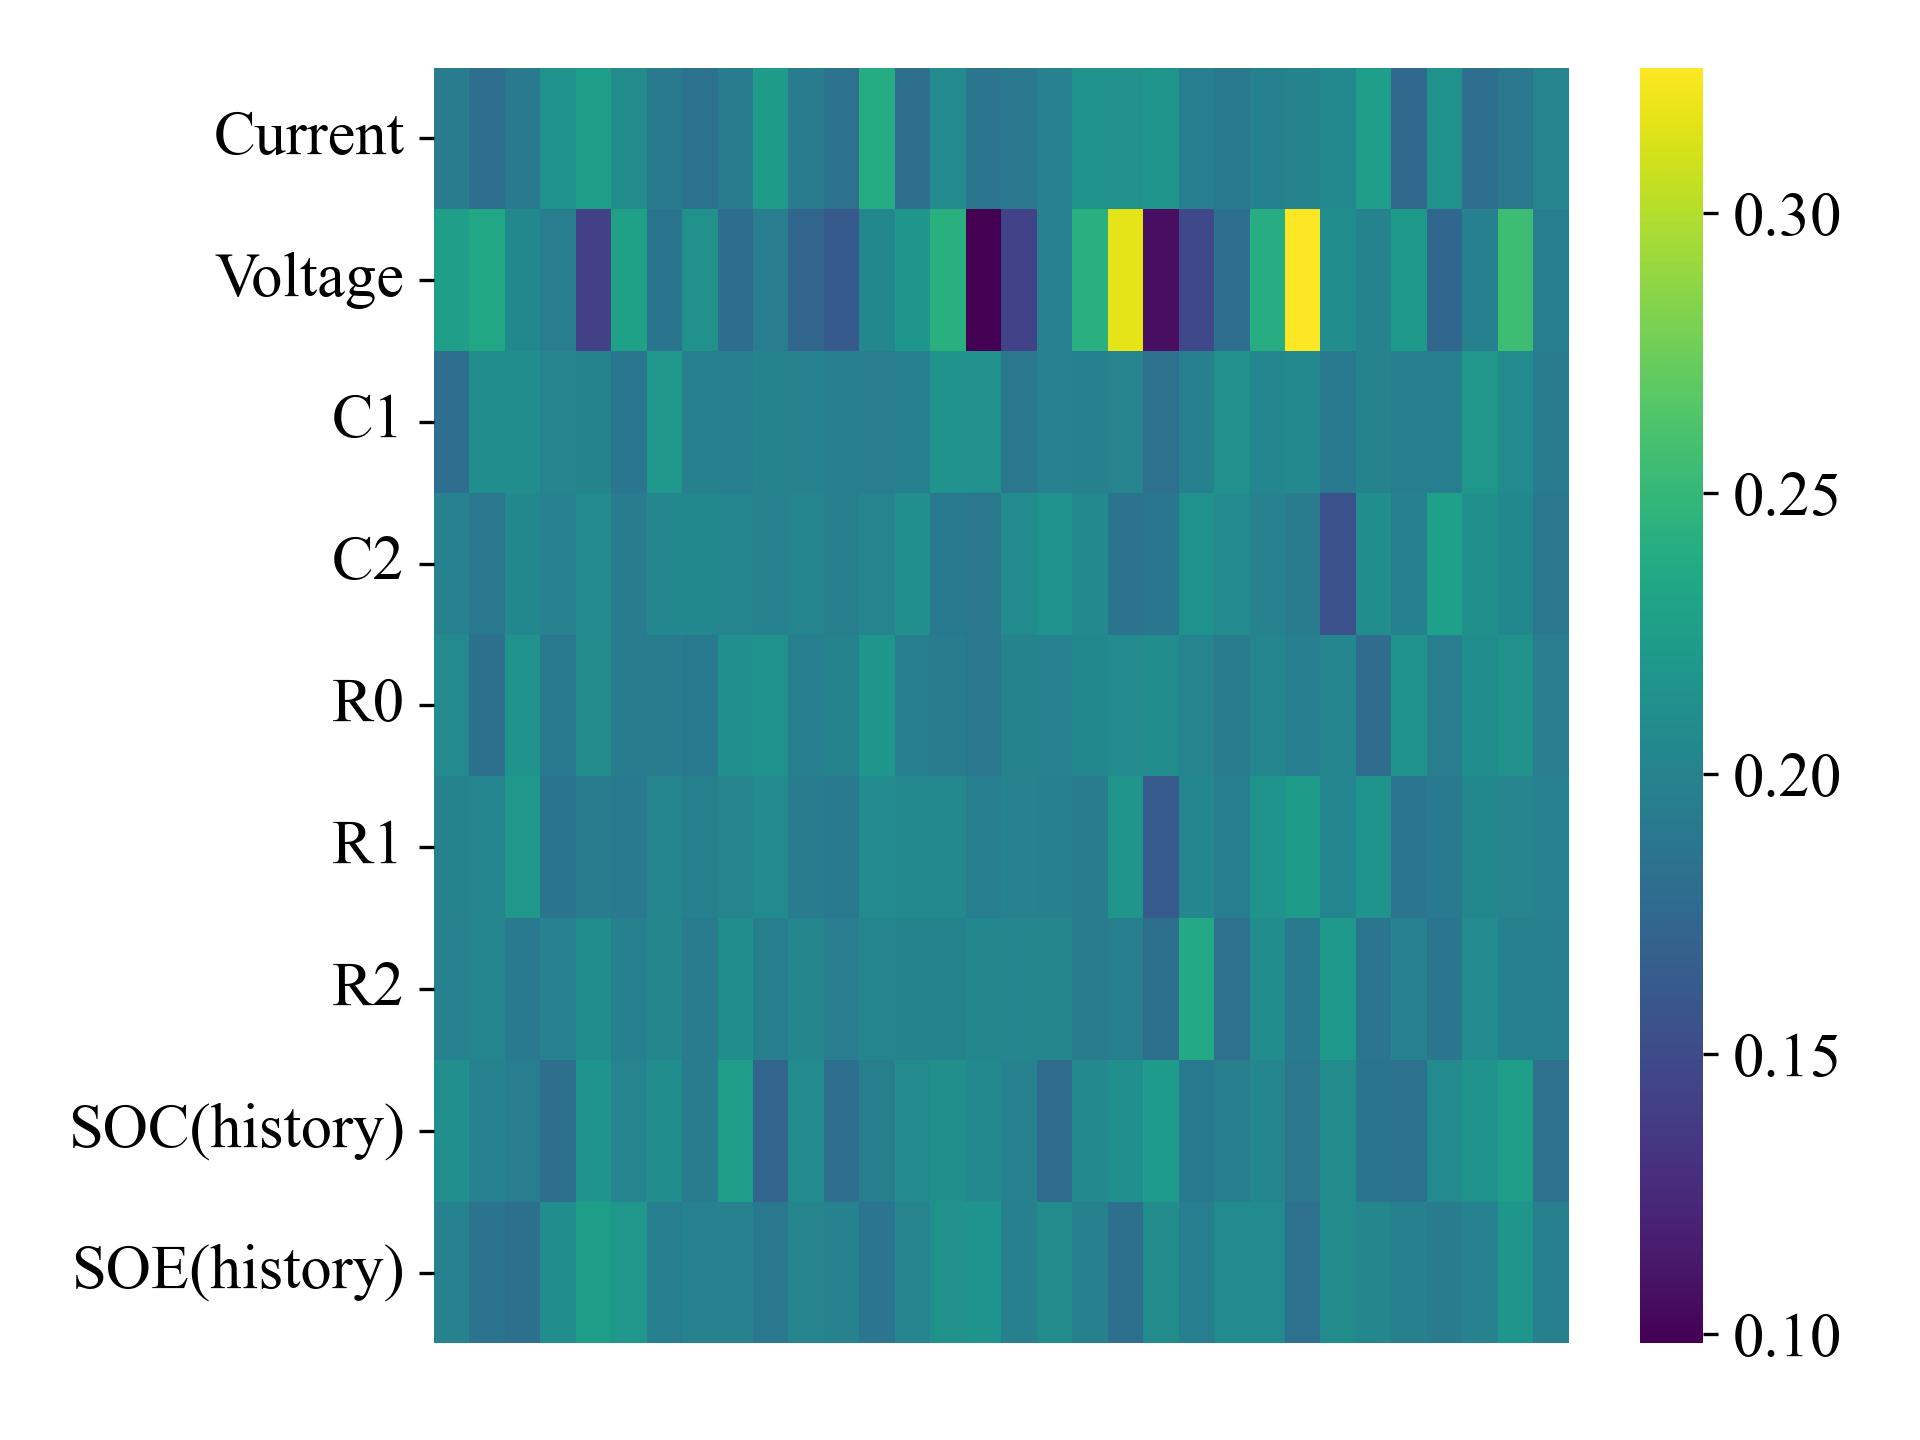 Current
Voltage
C1
C2
R0
R1
R2
SOC(history)
SOE(history)
0.30
0.25
0.20
0.15
0.10